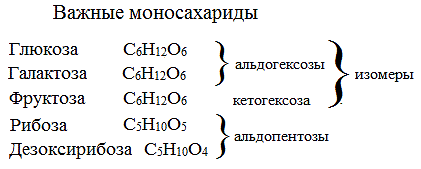 Важные моносахариды
Глюкоза C6H12O6
Галактоза C6H12O6 альдогексозы
Фруктоза C6H12O6 кетогексоза изомеры
Рибоза C5H10O5
Дезоксирибоза C5H10O4 альдопентозы